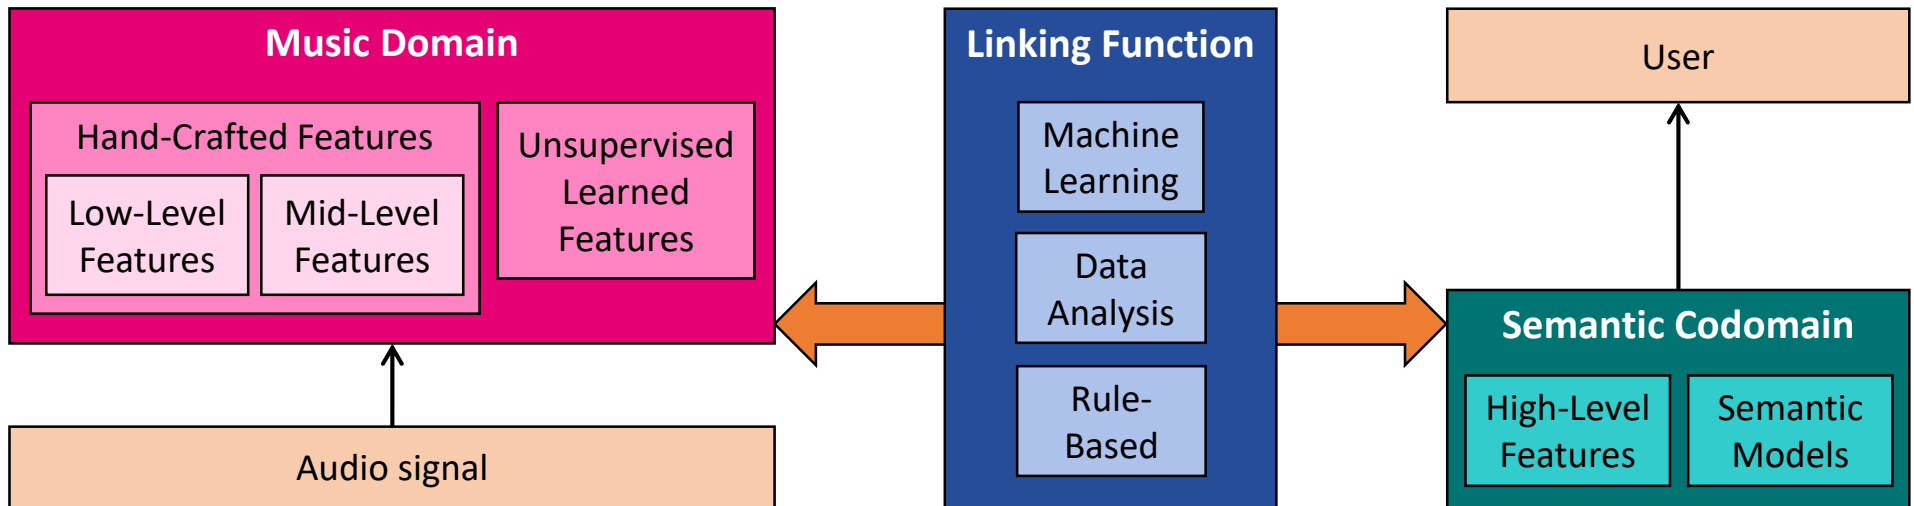 Music Domain
Hand-Crafted Features
Low-Level
Features
Mid-Level
Features
Unsupervised
Learned
Features
Audio signal
Linking Function
Machine
Learning
Data
Analysis
Rule-
Based
User
Semantic Codomain
High-Level
Features
Semantic
Models